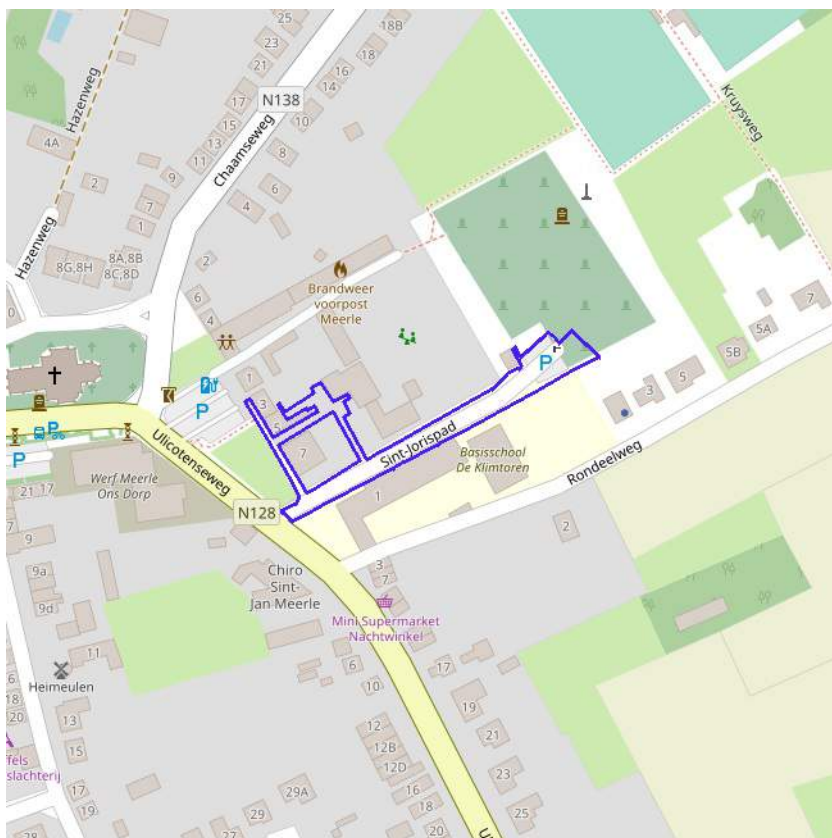 25
18B
23
18
21
16
14
Hazenweg
17
N138
Kruysweg
15
10
13
11
4A
Chaamseweg
8
9
2
6
7
4
1
Hazenweg
8A,8B
8G,8H
8C,8D
2
6
4
Brandweer
voorpost
Meerle
7
5A
5B
P
P
1
3
5
5
3
7
P
P
Ulicotenseweg
Sint-Jorispad
Basisschool
De Klimtoren
Rondeelweg
Werf Meerle
Ons Dorp
21
17
1
N128
2
9
Chiro
Sint-
Jan Meerle
3
7
9a
9d
Mini Supermarket
Nachtwinkel
11
6
17
10
Heimeulen
18
20
13
19
12
21
15
12B
12D
ffels
slachterij
17
23
16
29A
19
18
29
25
28
27
20